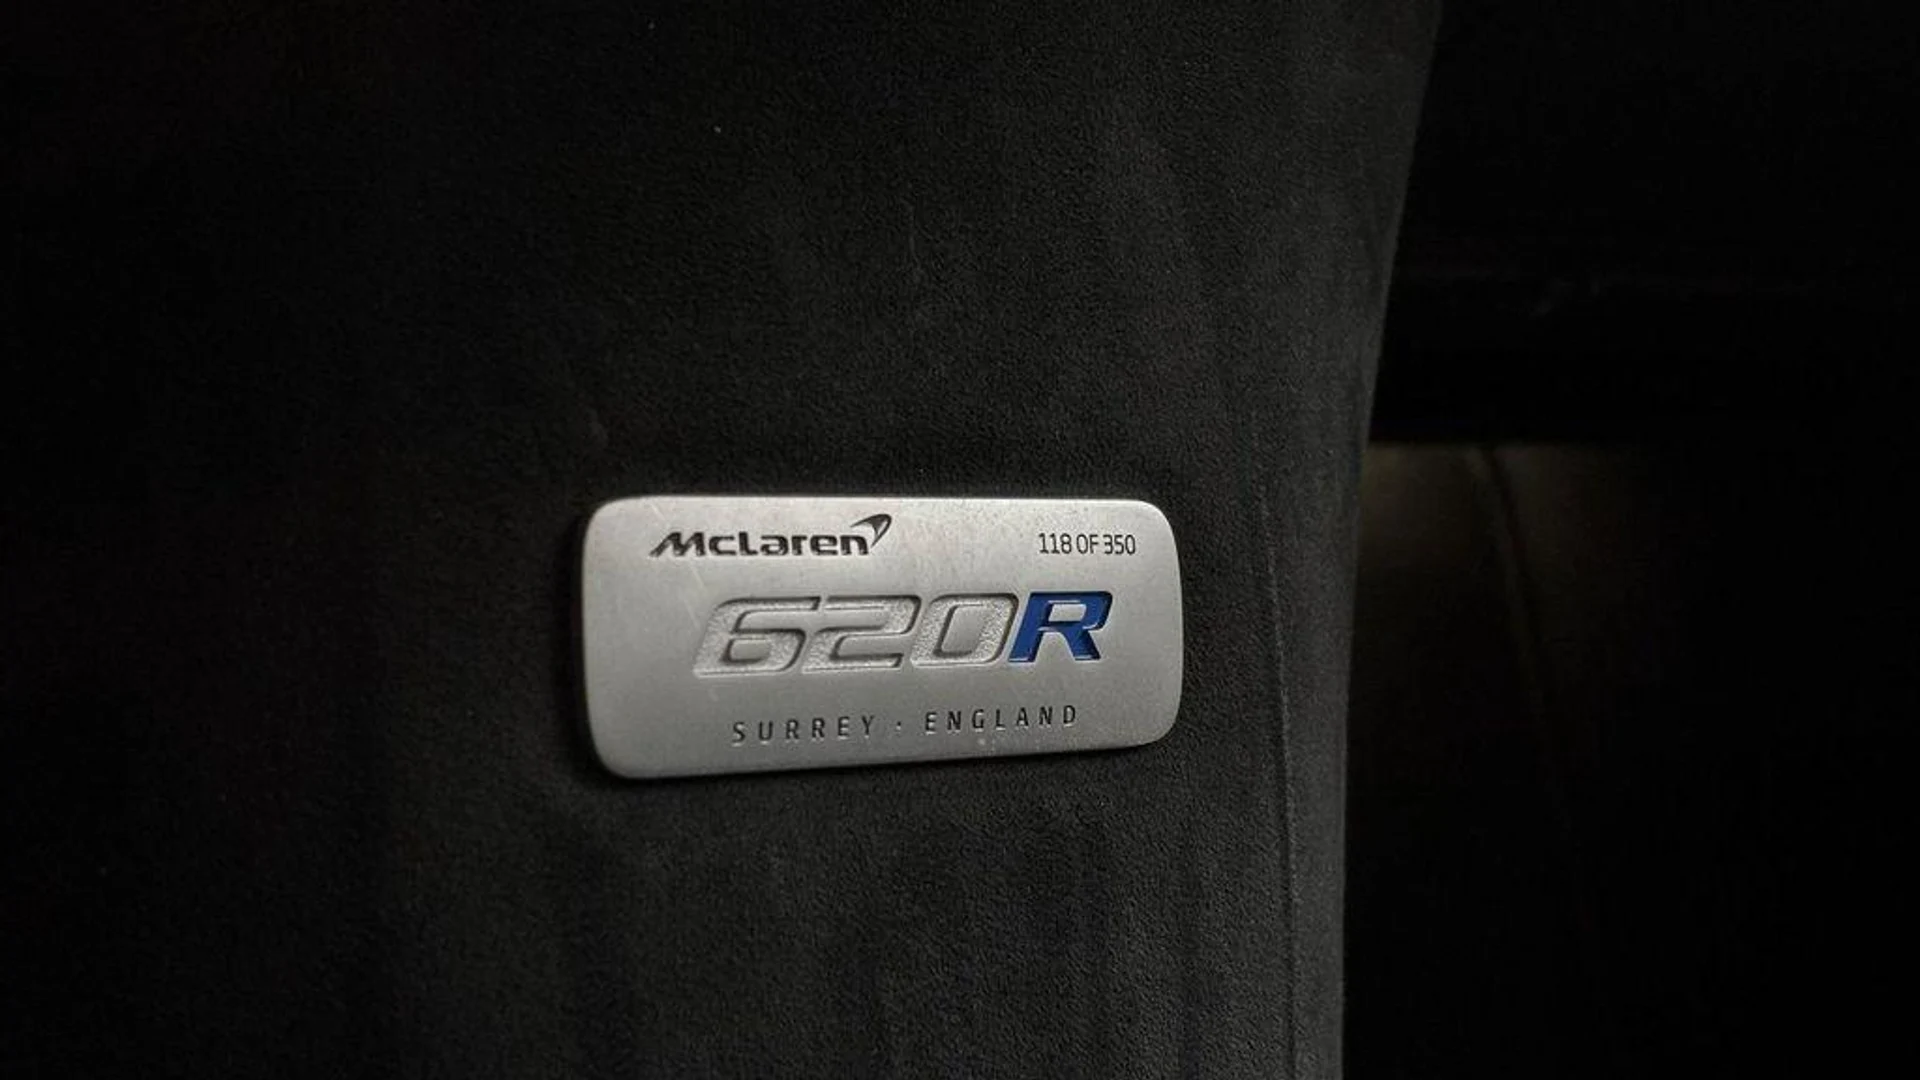 McLaren
118 OF 350
620R
SURREY · ENGLAND